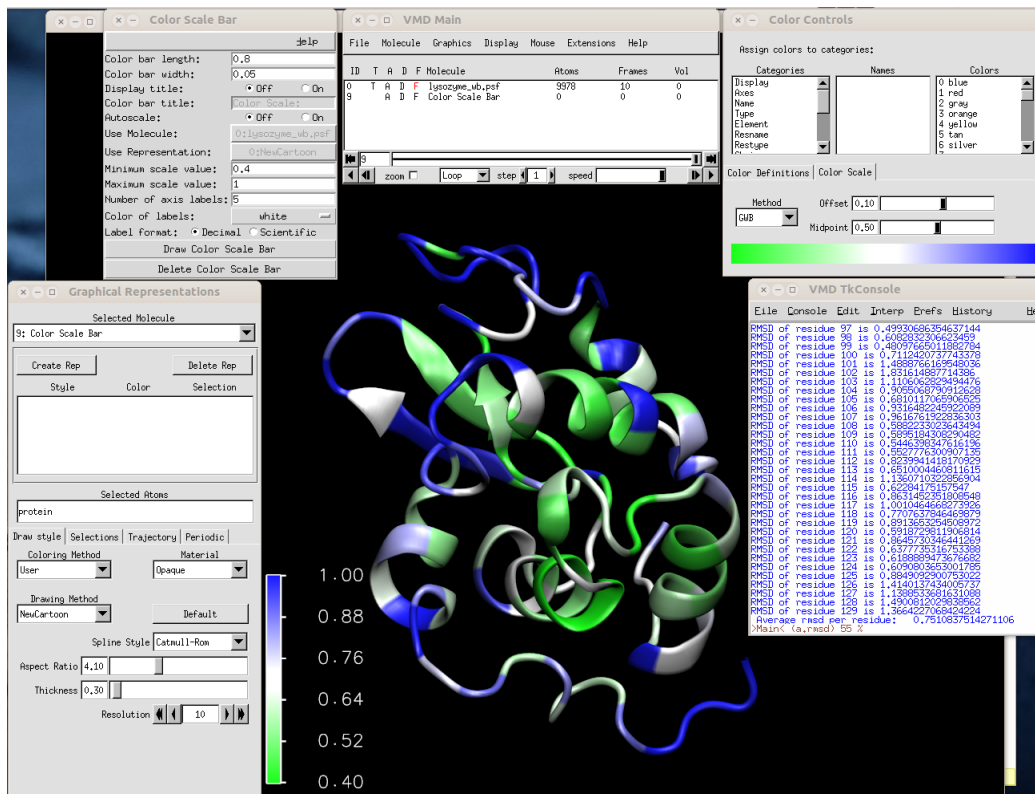 Color Scale Bar
Help
Color bar length: 0.8
Color bar width: 0.05
Display title: Off On
Color bar title: Color Scale:
Autoscale: Off On
Use Molecule: 0:lysozyme_wb.psf
Use Representation: 0:NewCartoon
Minimum scale value: 0.4
Maximum scale value: 1
Number of axis labels: 5
Color of labels: white
Label format: Decimal Scientific
Draw Color Scale Bar
Delete Color Scale Bar
VMD Main
File Molecule Graphics Display Mouse Extensions Help
ID T A D F Molecule Atoms Frames Vol
0 T A D F lysozyme_wb.psf 9978 10 0
9 A D F Color Scale Bar 0 0 0
9
zoom Loop step 1 speed
Color Controls
Assign colors to categories:
Categories Names Colors
Display 0 blue
Axes 1 red
Name 2 gray
Type 3 orange
Element 4 yellow
Resname 5 tan
Restype 6 silver
Color Definitions Color Scale
Method Offset 0.10
GWB Midpoint 0.50
Graphical Representations
Selected Molecule
9: Color Scale Bar
Create Rep Delete Rep
Style Color Selection
Selected Atoms
protein
Draw style Selections Trajectory Periodic
Coloring Method Material
User Opaque
Drawing Method
NewCartoon Default
Spline Style Catmull-Rom
Aspect Ratio 4.10
Thickness 0.30
Resolution 10
1.00
0.88
0.76
0.64
0.52
0.40
VMD TkConsole
File Console Edit Interp Prefs History He
RMSD of residue 97 is 0.49930686354637144
RMSD of residue 98 is 0.6082832306623459
RMSD of residue 99 is 0.48097665011882784
RMSD of residue 100 is 0.7112420737743378
RMSD of residue 101 is 1.4888766169548036
RMSD of residue 102 is 1.831614887714386
RMSD of residue 103 is 1.1106062829494476
RMSD of residue 104 is 0.9055068790912628
RMSD of residue 105 is 0.6810117065906525
RMSD of residue 106 is 0.9316482245922089
RMSD of residue 107 is 0.9616761922836303
RMSD of residue 108 is 0.5882233023643494
RMSD of residue 109 is 0.5895184308290482
RMSD of residue 110 is 0.5446398347616196
RMSD of residue 111 is 0.5527776300907135
RMSD of residue 112 is 0.8239941418170929
RMSD of residue 113 is 0.6510004460811615
RMSD of residue 114 is 1.1360710322856904
RMSD of residue 115 is 0.62284175157547
RMSD of residue 116 is 0.8631452351808548
RMSD of residue 117 is 1.0010464668273926
RMSD of residue 118 is 0.7707637846469879
RMSD of residue 119 is 0.8913653254508972
RMSD of residue 120 is 0.5918729811906814
RMSD of residue 121 is 0.8645730346441269
RMSD of residue 122 is 0.6377735316753388
RMSD of residue 123 is 0.6188889473676682
RMSD of residue 124 is 0.6090803653001785
RMSD of residue 125 is 0.8849092900753022
RMSD of residue 126 is 1.4140137434005737
RMSD of residue 127 is 1.1388533681631088
RMSD of residue 128 is 1.4900812029838562
RMSD of residue 129 is 1.3664227068424224
Average rmsd per residue: 0.7510837514271106
>Main< (a.rmsd) 55 %